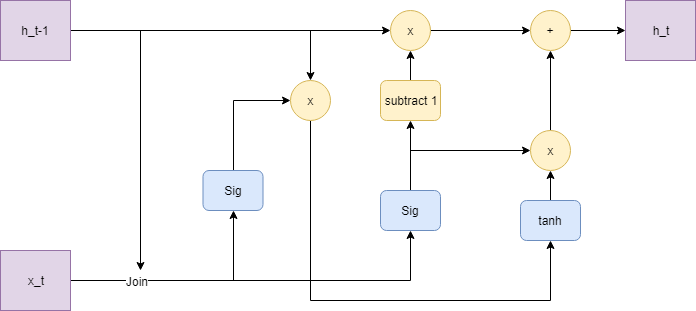 h_t-1
x
+
h_t
subtract 1
x
x
Sig
Sig
tanh
x_t
Join